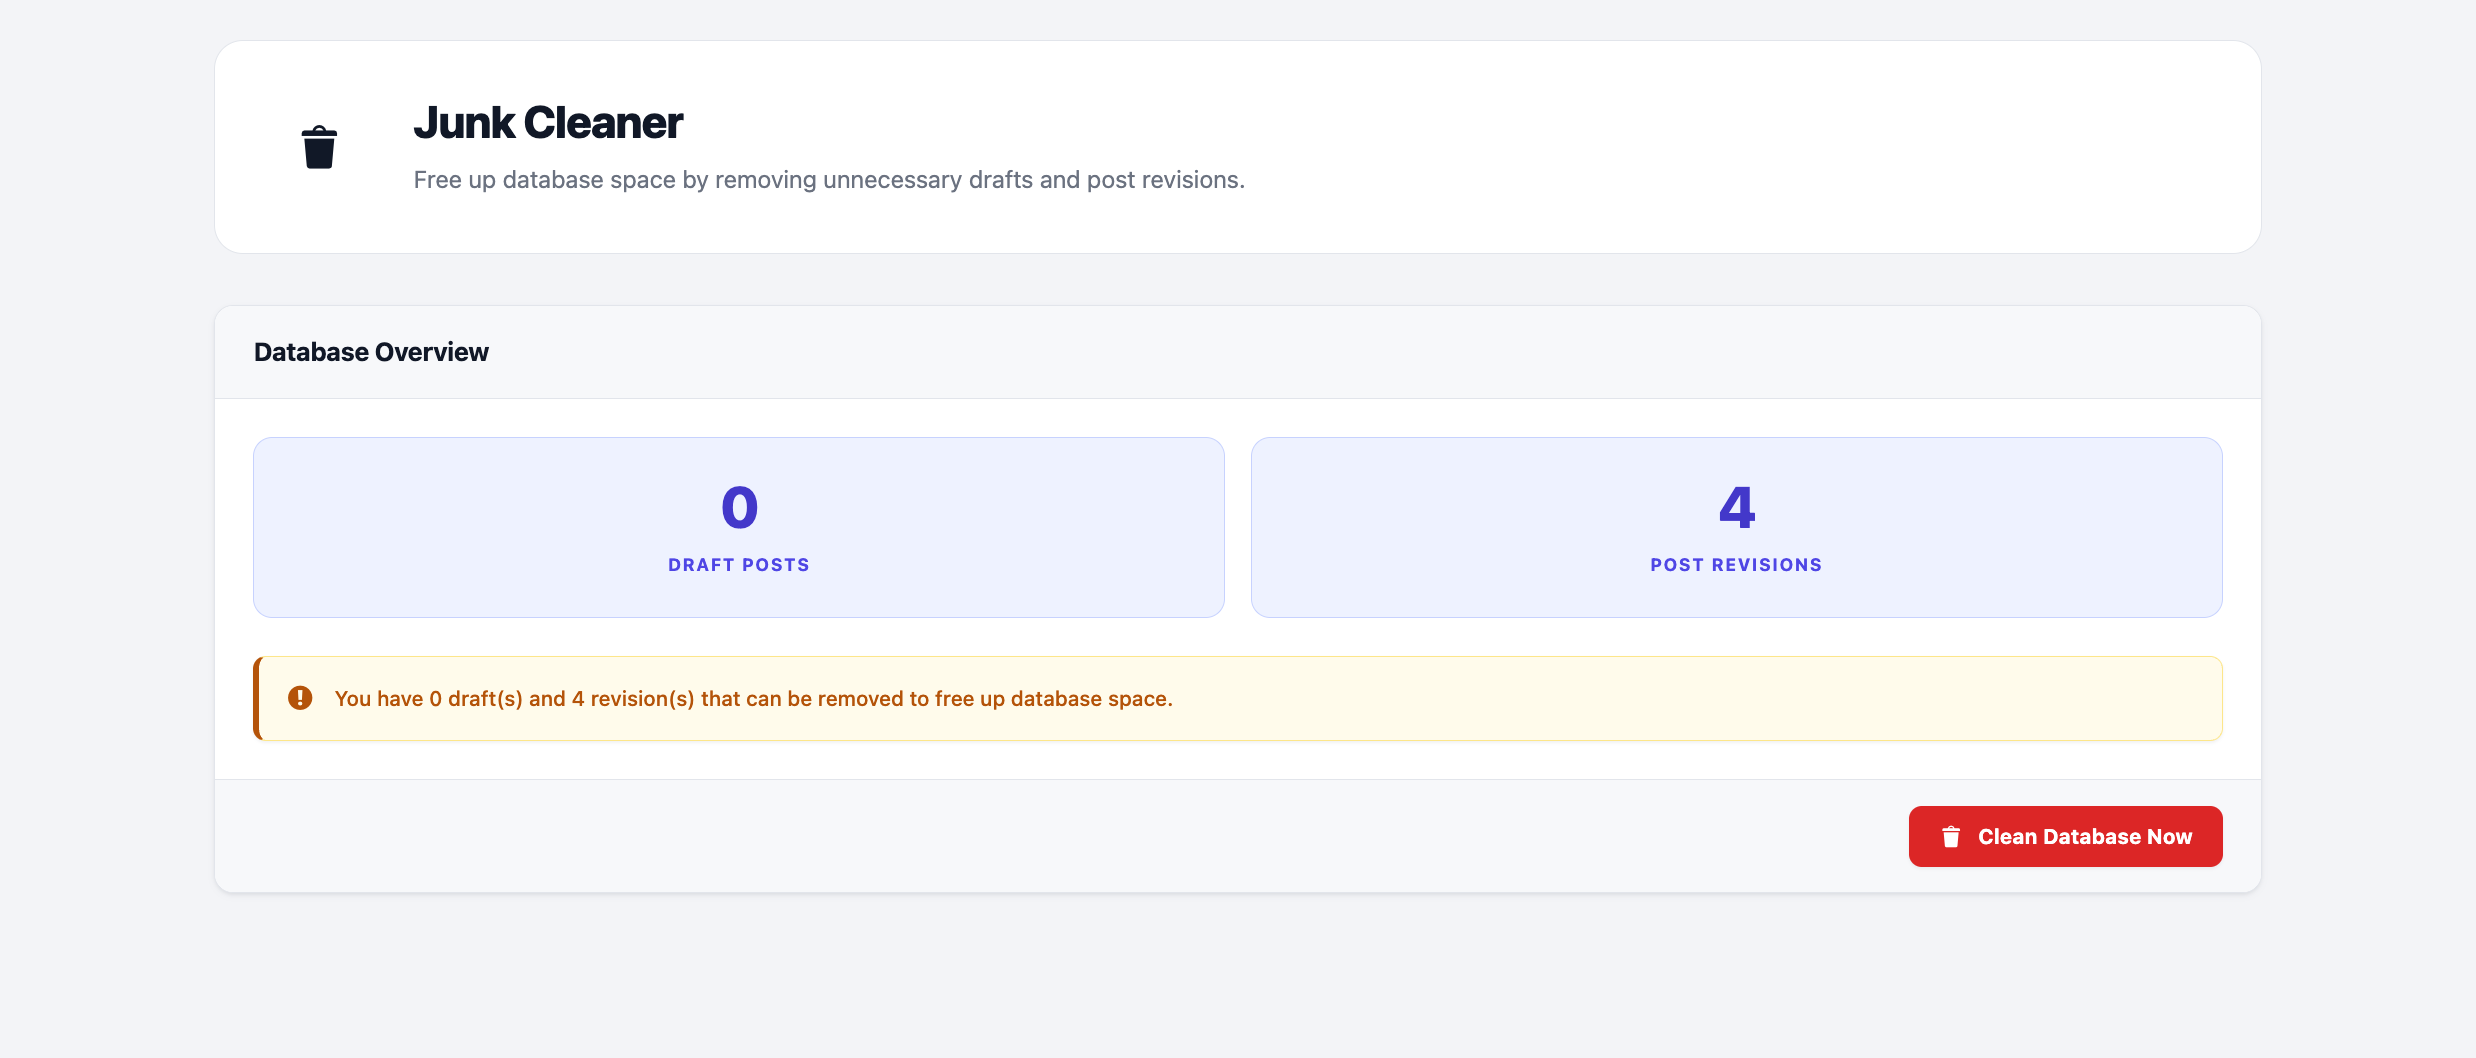 Junk Cleaner
Free up database space by removing unnecessary drafts and post revisions.
Database Overview
0
DRAFT POSTS
4
POST REVISIONS
You have 0 draft(s) and 4 revision(s) that can be removed to free up database space.
Clean Database Now